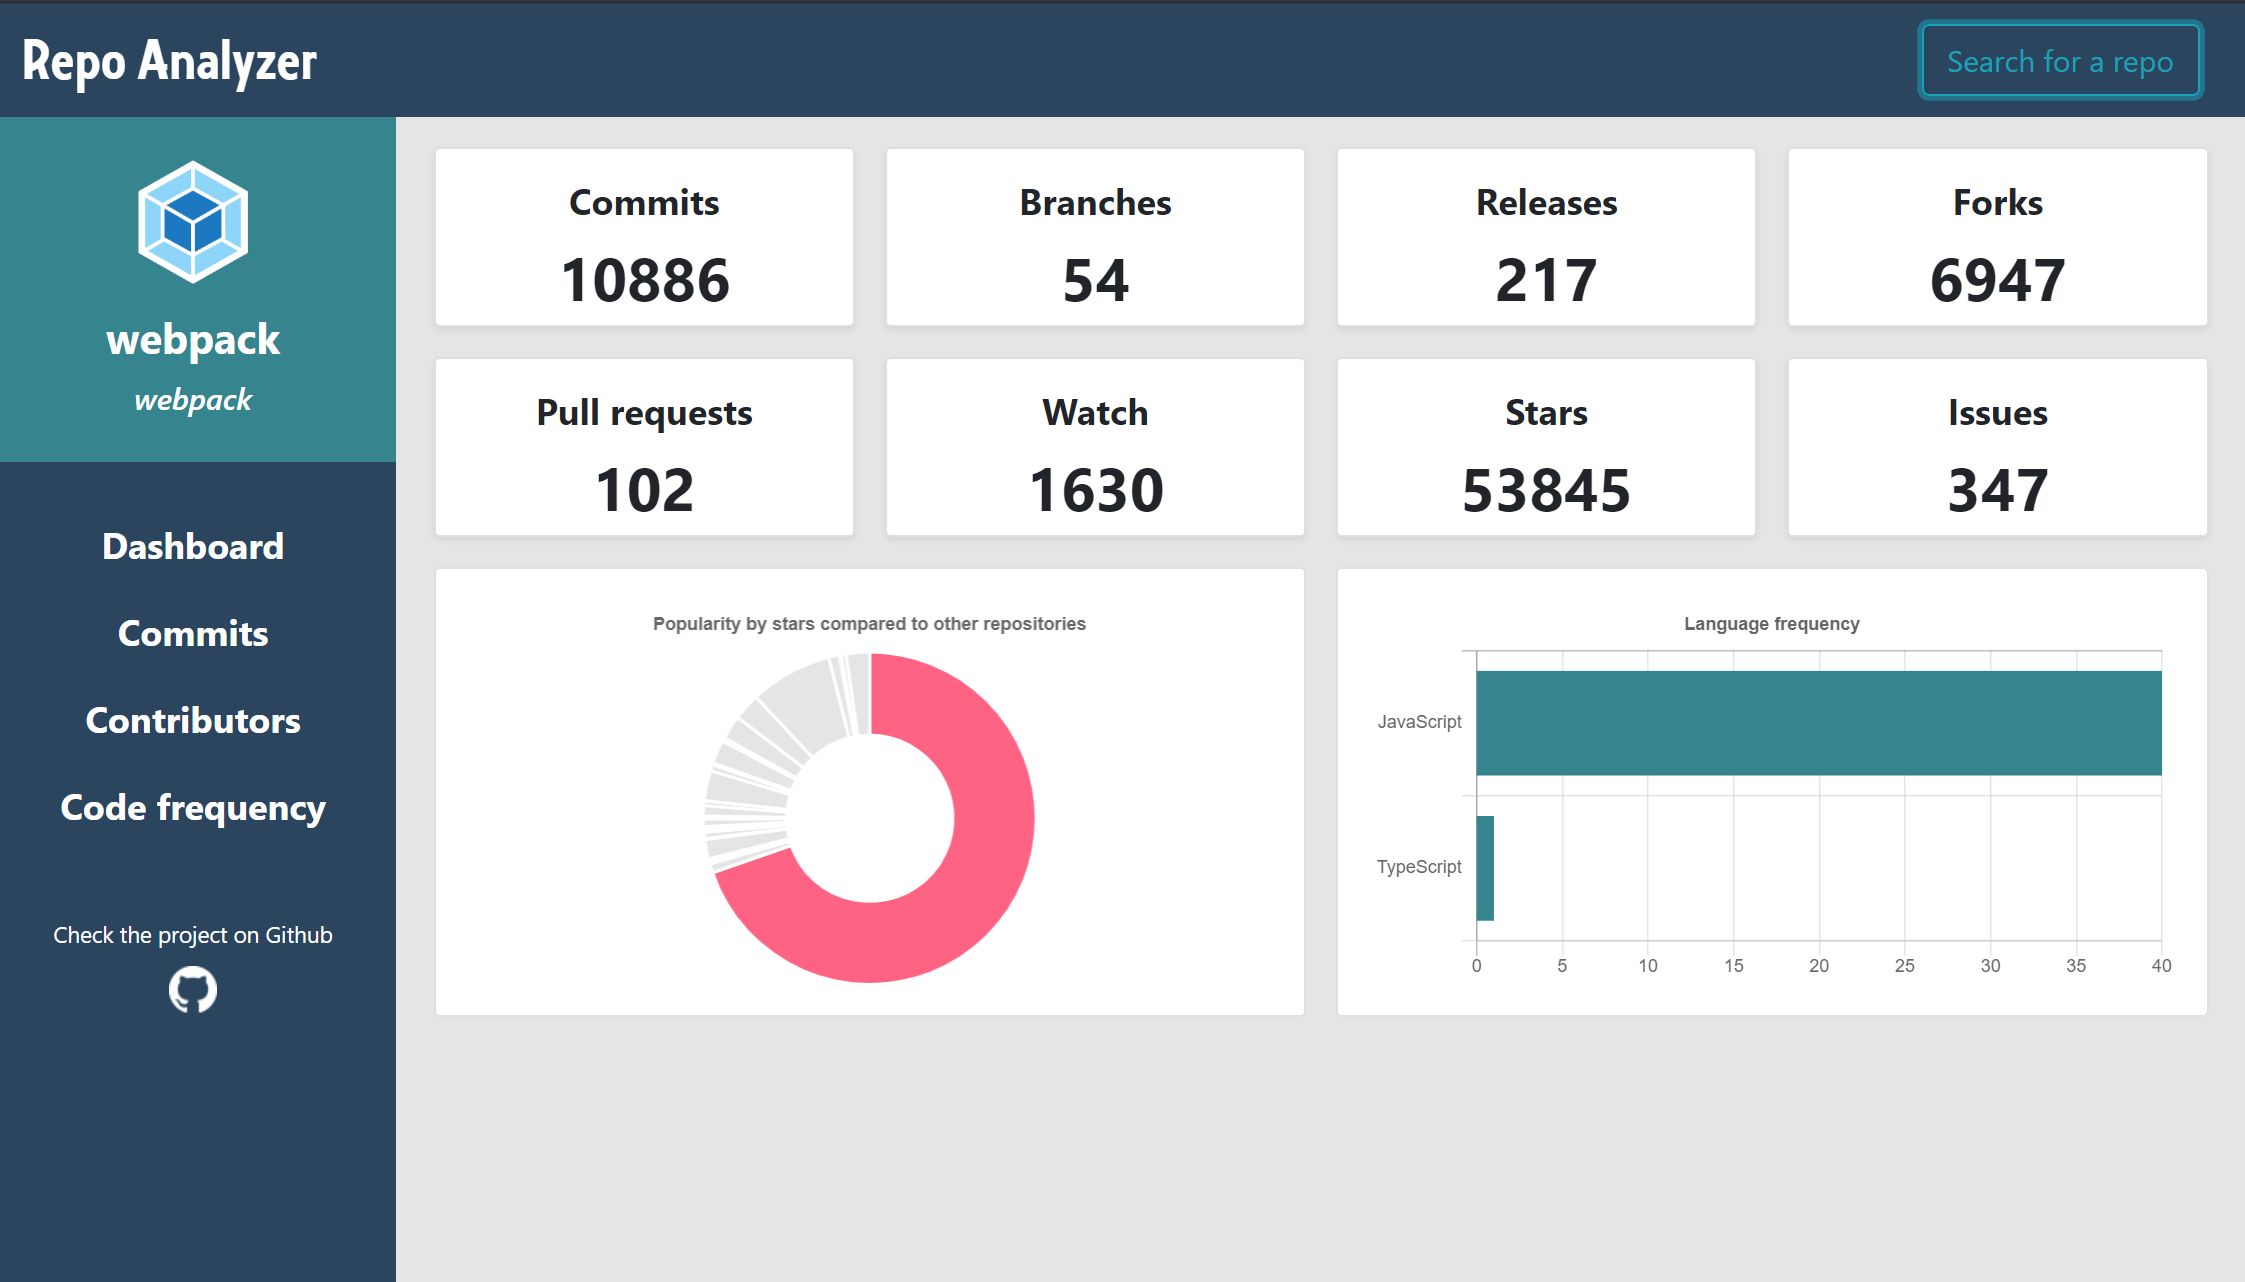 Repo Analyzer
Search for a repo
webpack
webpack
Dashboard
Commits
Contributors
Code frequency
Check the project on Github
Commits
10886
Branches
54
Releases
217
Forks
6947
Pull requests
102
Watch
1630
Stars
53845
Issues
347
Popularity by stars compared to other repositories
Language frequency
JavaScript
TypeScript
0 5 10 15 20 25 30 35 40